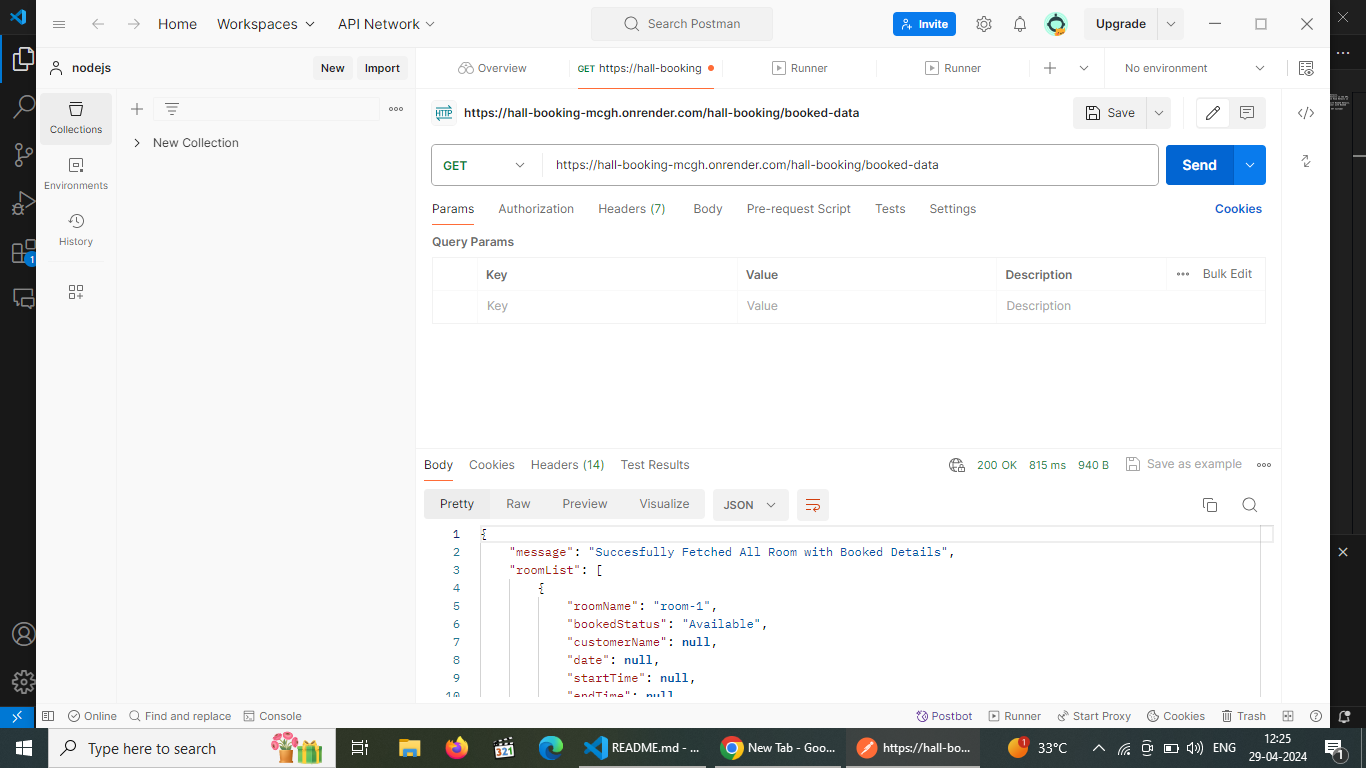 Home Workspaces API Network Search Postman Invite Upgrade
nodejs New Import Overview GET https://hall-booking Runner Runner No environment
HTTP https://hall-booking-mcgh.onrender.com/hall-booking/booked-data Save
Collections
New Collection
GET https://hall-booking-mcgh.onrender.com/hall-booking/booked-data Send
Environments
Params Authorization Headers (7) Body Pre-request Script Tests Settings Cookies
History
Query Params
1
Key Value Description Bulk Edit
Key Value Description
Body Cookies Headers (14) Test Results 200 OK 815 ms 940 B Save as example
Pretty Raw Preview Visualize JSON
1 {
2 "message": "Succesfully Fetched All Room with Booked Details",
3 "roomList": [
4 {
5 "roomName": "room-1",
6 "bookedStatus": "Available",
7 "customerName": null,
8 "date": null,
9 "startTime": null,
10 "endTime": null
Online Find and replace Console Postbot Runner Start Proxy Cookies Trash
Type here to search 321 README.md - ... New Tab - Goo... https://hall-bo... 1 33°C ENG 12:25
29-04-2024 1